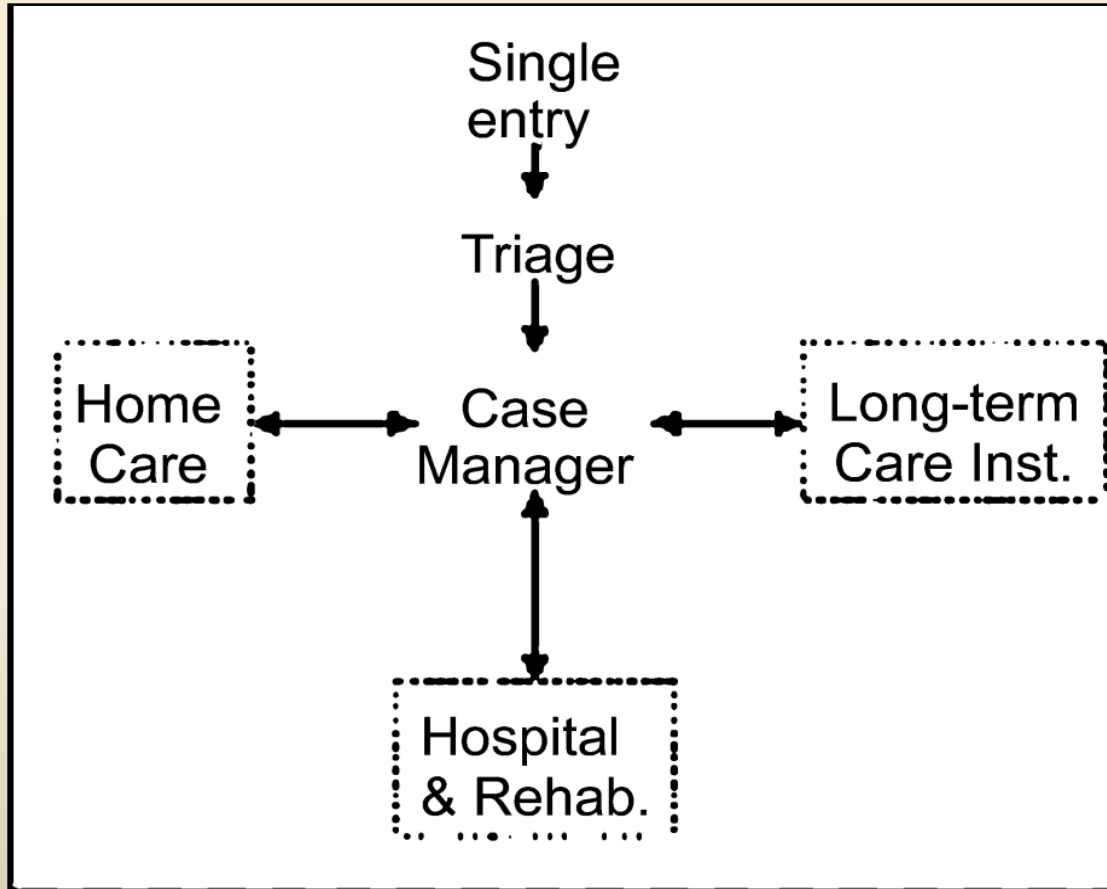 Single
entry
Triage
Home
Care
Case
Manager
Long-term
Care Inst.
Hospital
& Rehab.